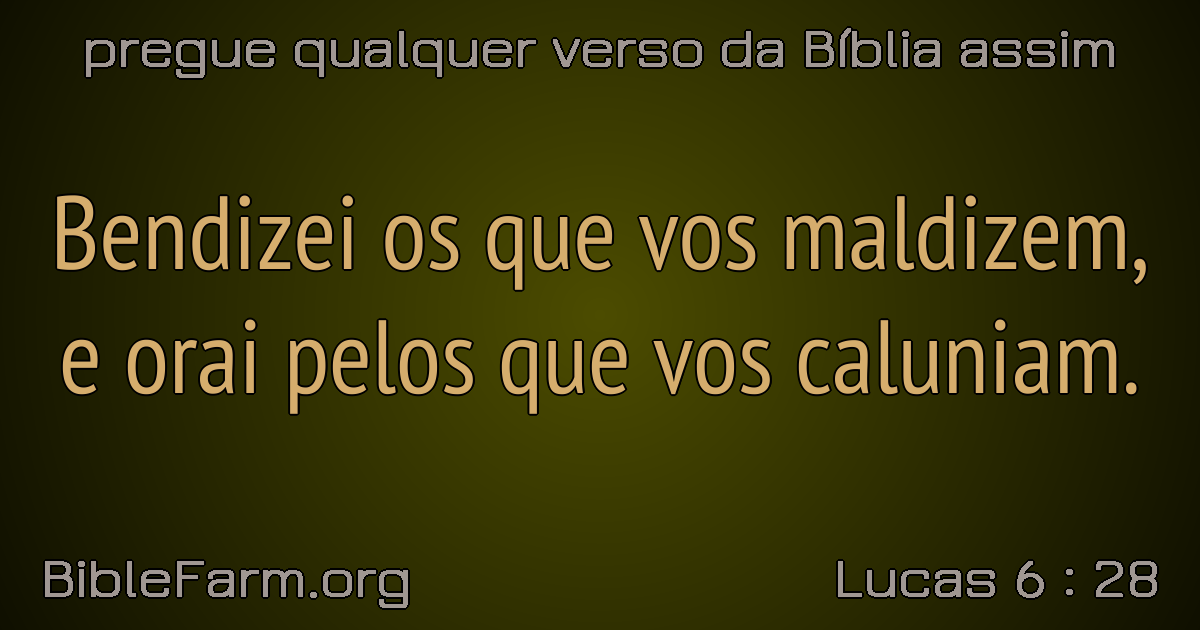 pregue qualquer verso da Bíblia assim
Bendizei os que vos maldizem,
e orai pelos que vos caluniam.
BibleFarm.org
Lucas 6 : 28